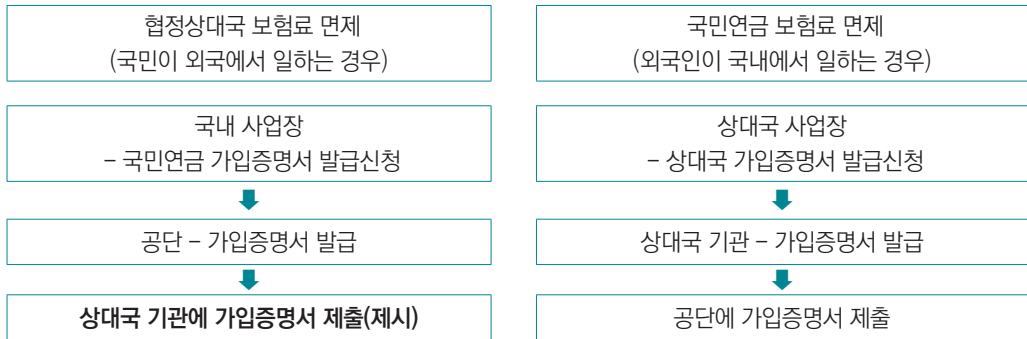 협정상대국 보험료 면제
(국민이 외국에서 일하는 경우)
국내 사업장
– 국민연금 가입증명서 발급신청
공단 – 가입증명서 발급
상대국 기관에 가입증명서 제출(제시)
국민연금 보험료 면제
(외국인이 국내에서 일하는 경우)
상대국 사업장
– 상대국 가입증명서 발급신청
상대국 기관 – 가입증명서 발급
공단에 가입증명서 제출